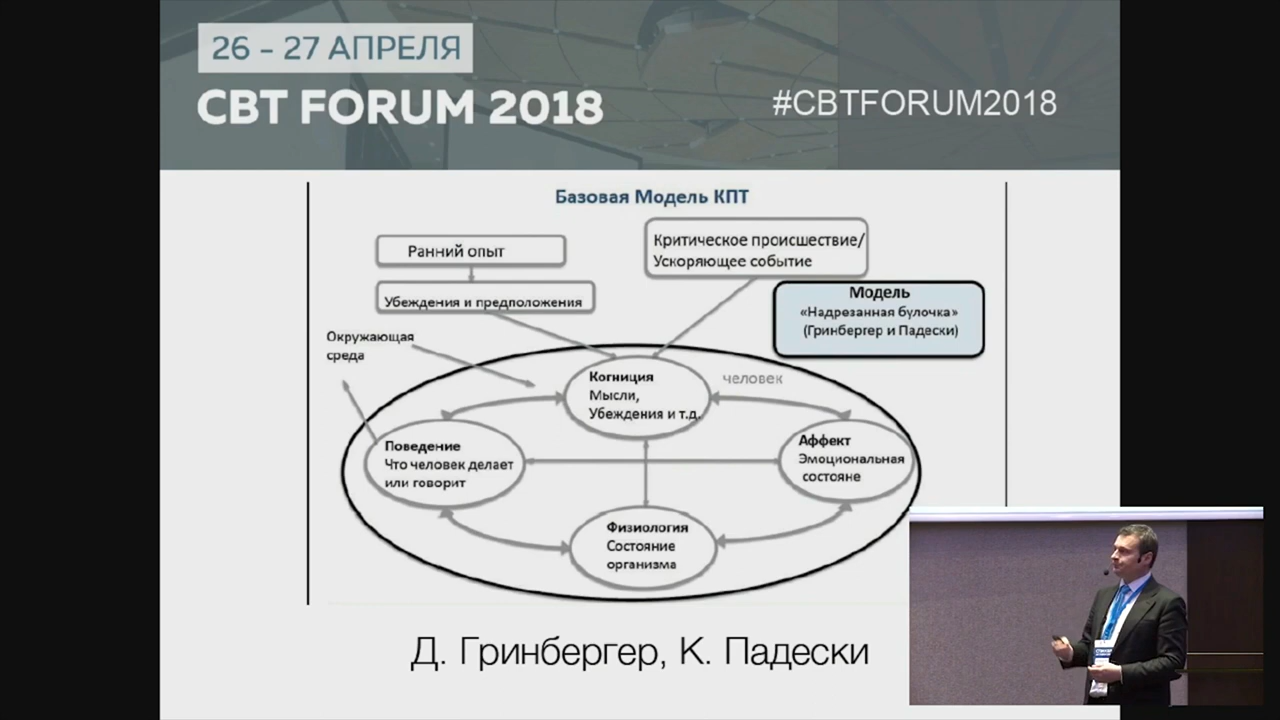 26 – 27 АПРЕЛЯ
CBT FORUM 2018
#CBTFORUM2018
Базовая Модель КПТ
Ранний опыт
Критическое происшествие/
Ускоряющее событие
Убеждения и предположения
Модель
«Надрезанная булочка»
(Гринбергер и Падески)
Окружающая
среда
человек
Когниция
Мысли,
Убеждения и т.д.
Поведение
Что человек делает
или говорит
Аффект
Эмоциональная
состояне
Физиология
Состояние
организма
Д. Гринбергер, К. Падески